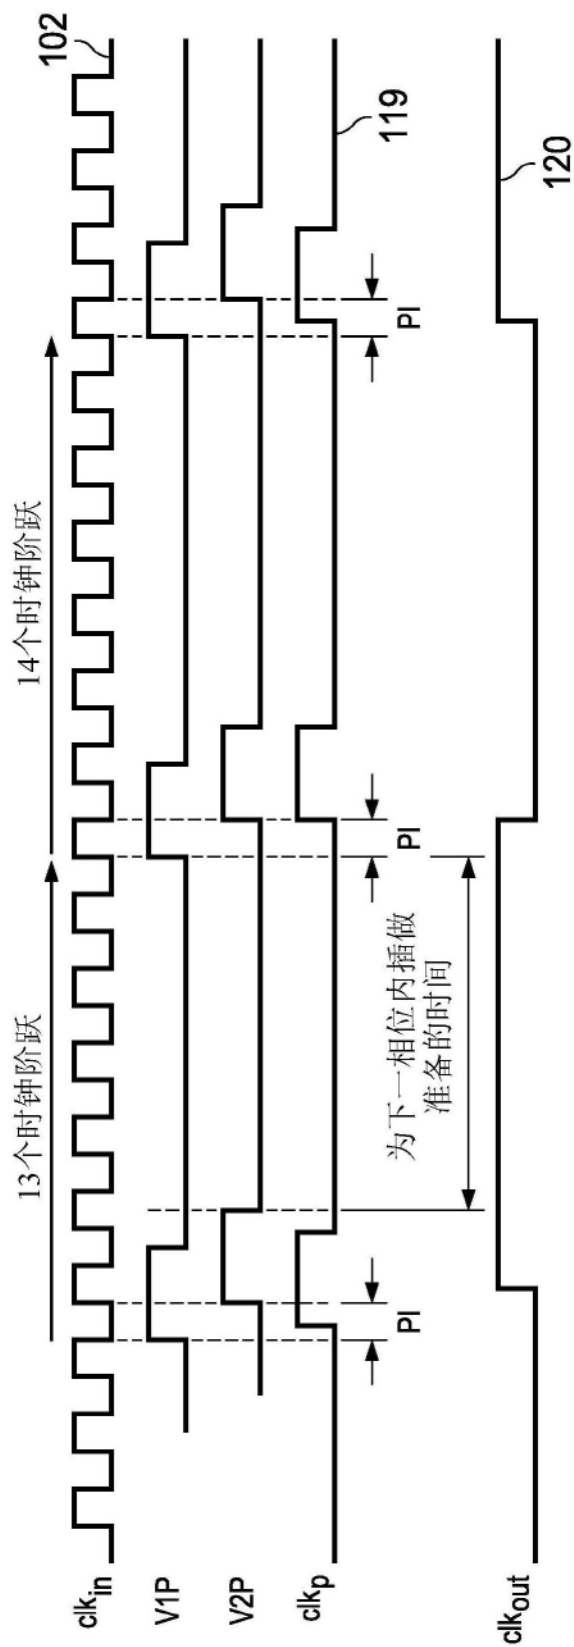 13个时钟阶跃
14个时钟阶跃
clkin
102
V1P
V2P
clkp
119
PI
PI
PI
为下一相位内插做
准备的时间
clkout
120